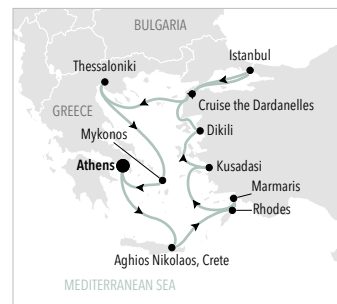 BULGARIA
Istanbul
Thessaloniki
Cruise the Dardanelles
GREECE
Dikili
Mykonos
Athens
Kusadasi
Marmaris
Rhodes
Aghios Nikolaos, Crete
MEDITERRANEAN SEA